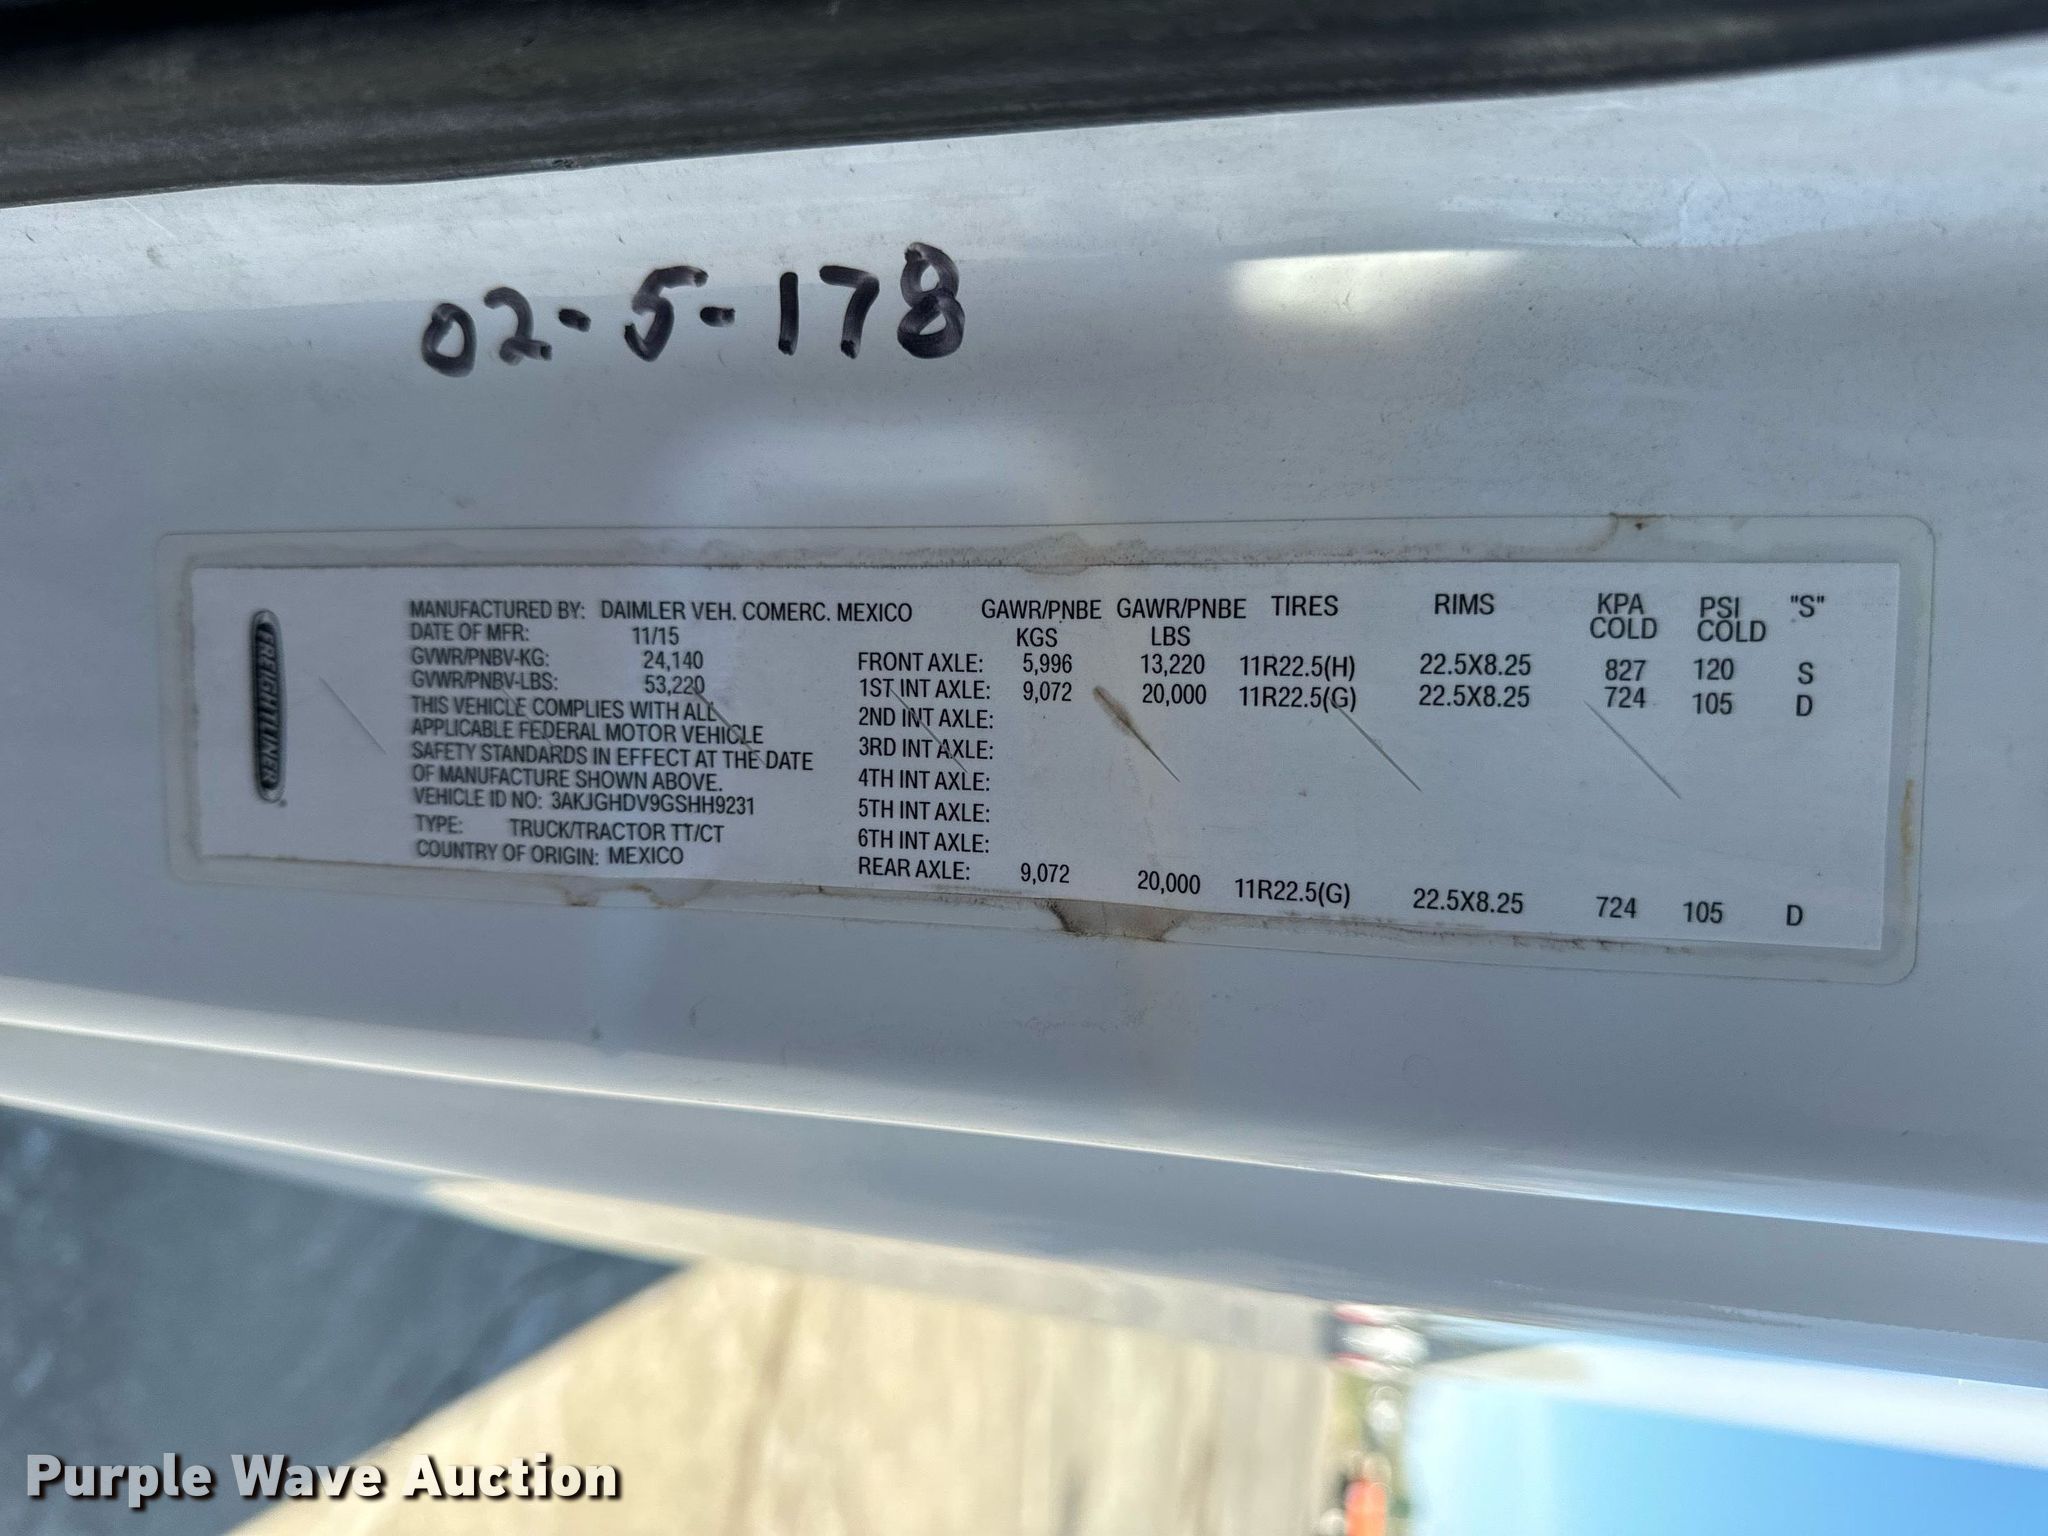 02-5-178
FREIGHTLINER
MANUFACTURED BY: DAIMLER VEH. COMERC. MEXICO
DATE OF MFR: 11/15
GVWR/PNBV-KG: 24,140
GVWR/PNBV-LBS: 53,220
THIS VEHICLE COMPLIES WITH ALL
APPLICABLE FEDERAL MOTOR VEHICLE
SAFETY STANDARDS IN EFFECT AT THE DATE
OF MANUFACTURE SHOWN ABOVE.
VEHICLE ID NO: 3AKJGHDV9GSHH9231
TYPE: TRUCK/TRACTOR TT/CT
COUNTRY OF ORIGIN: MEXICO
GAWR/PNBE GAWR/PNBE TIRES RIMS KPA PSI "S"
KGS LBS COLD COLD
FRONT AXLE: 5,996 13,220 11R22.5(H) 22.5X8.25 827 120 S
1ST INT AXLE: 9,072 20,000 11R22.5(G) 22.5X8.25 724 105 D
2ND INT AXLE:
3RD INT AXLE:
4TH INT AXLE:
5TH INT AXLE:
6TH INT AXLE:
REAR AXLE: 9,072 20,000 11R22.5(G) 22.5X8.25 724 105 D
Purple Wave Auction